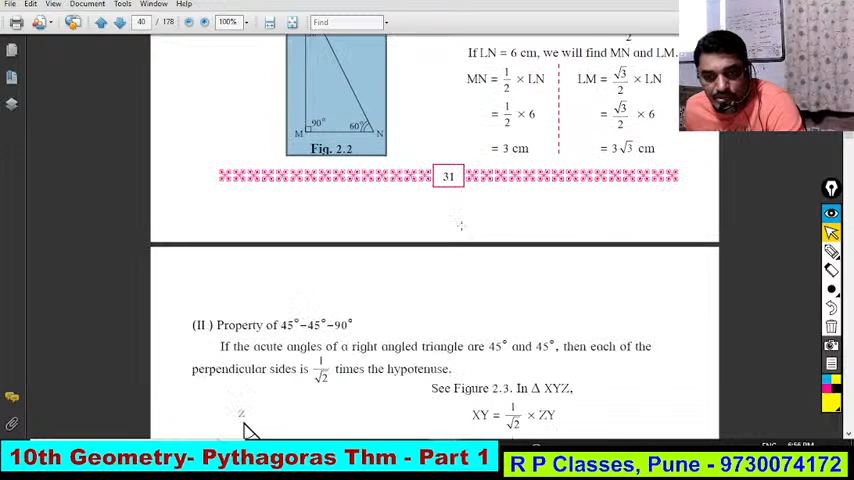 File Edit View Document Tools Window Help
40 / 178 100% Find
2
If LN = 6 cm, we will find MN and LM.
MN = 1/2 × LN LM = √3/2 × LN
= 1/2 × 6 = √3/2 × 6
= 3 cm = 3√3 cm
90° 60°
M N
Fig. 2.2
31
(II ) Property of 45°-45°-90°
If the acute angles of a right angled triangle are 45° and 45°, then each of the
perpendicular sides is 1/√2 times the hypotenuse.
See Figure 2.3. In Δ XYZ,
Z
XY = 1/√2 × ZY
10th Geometry- Pythagoras Thm - Part 1
R P Classes, Pune - 9730074172